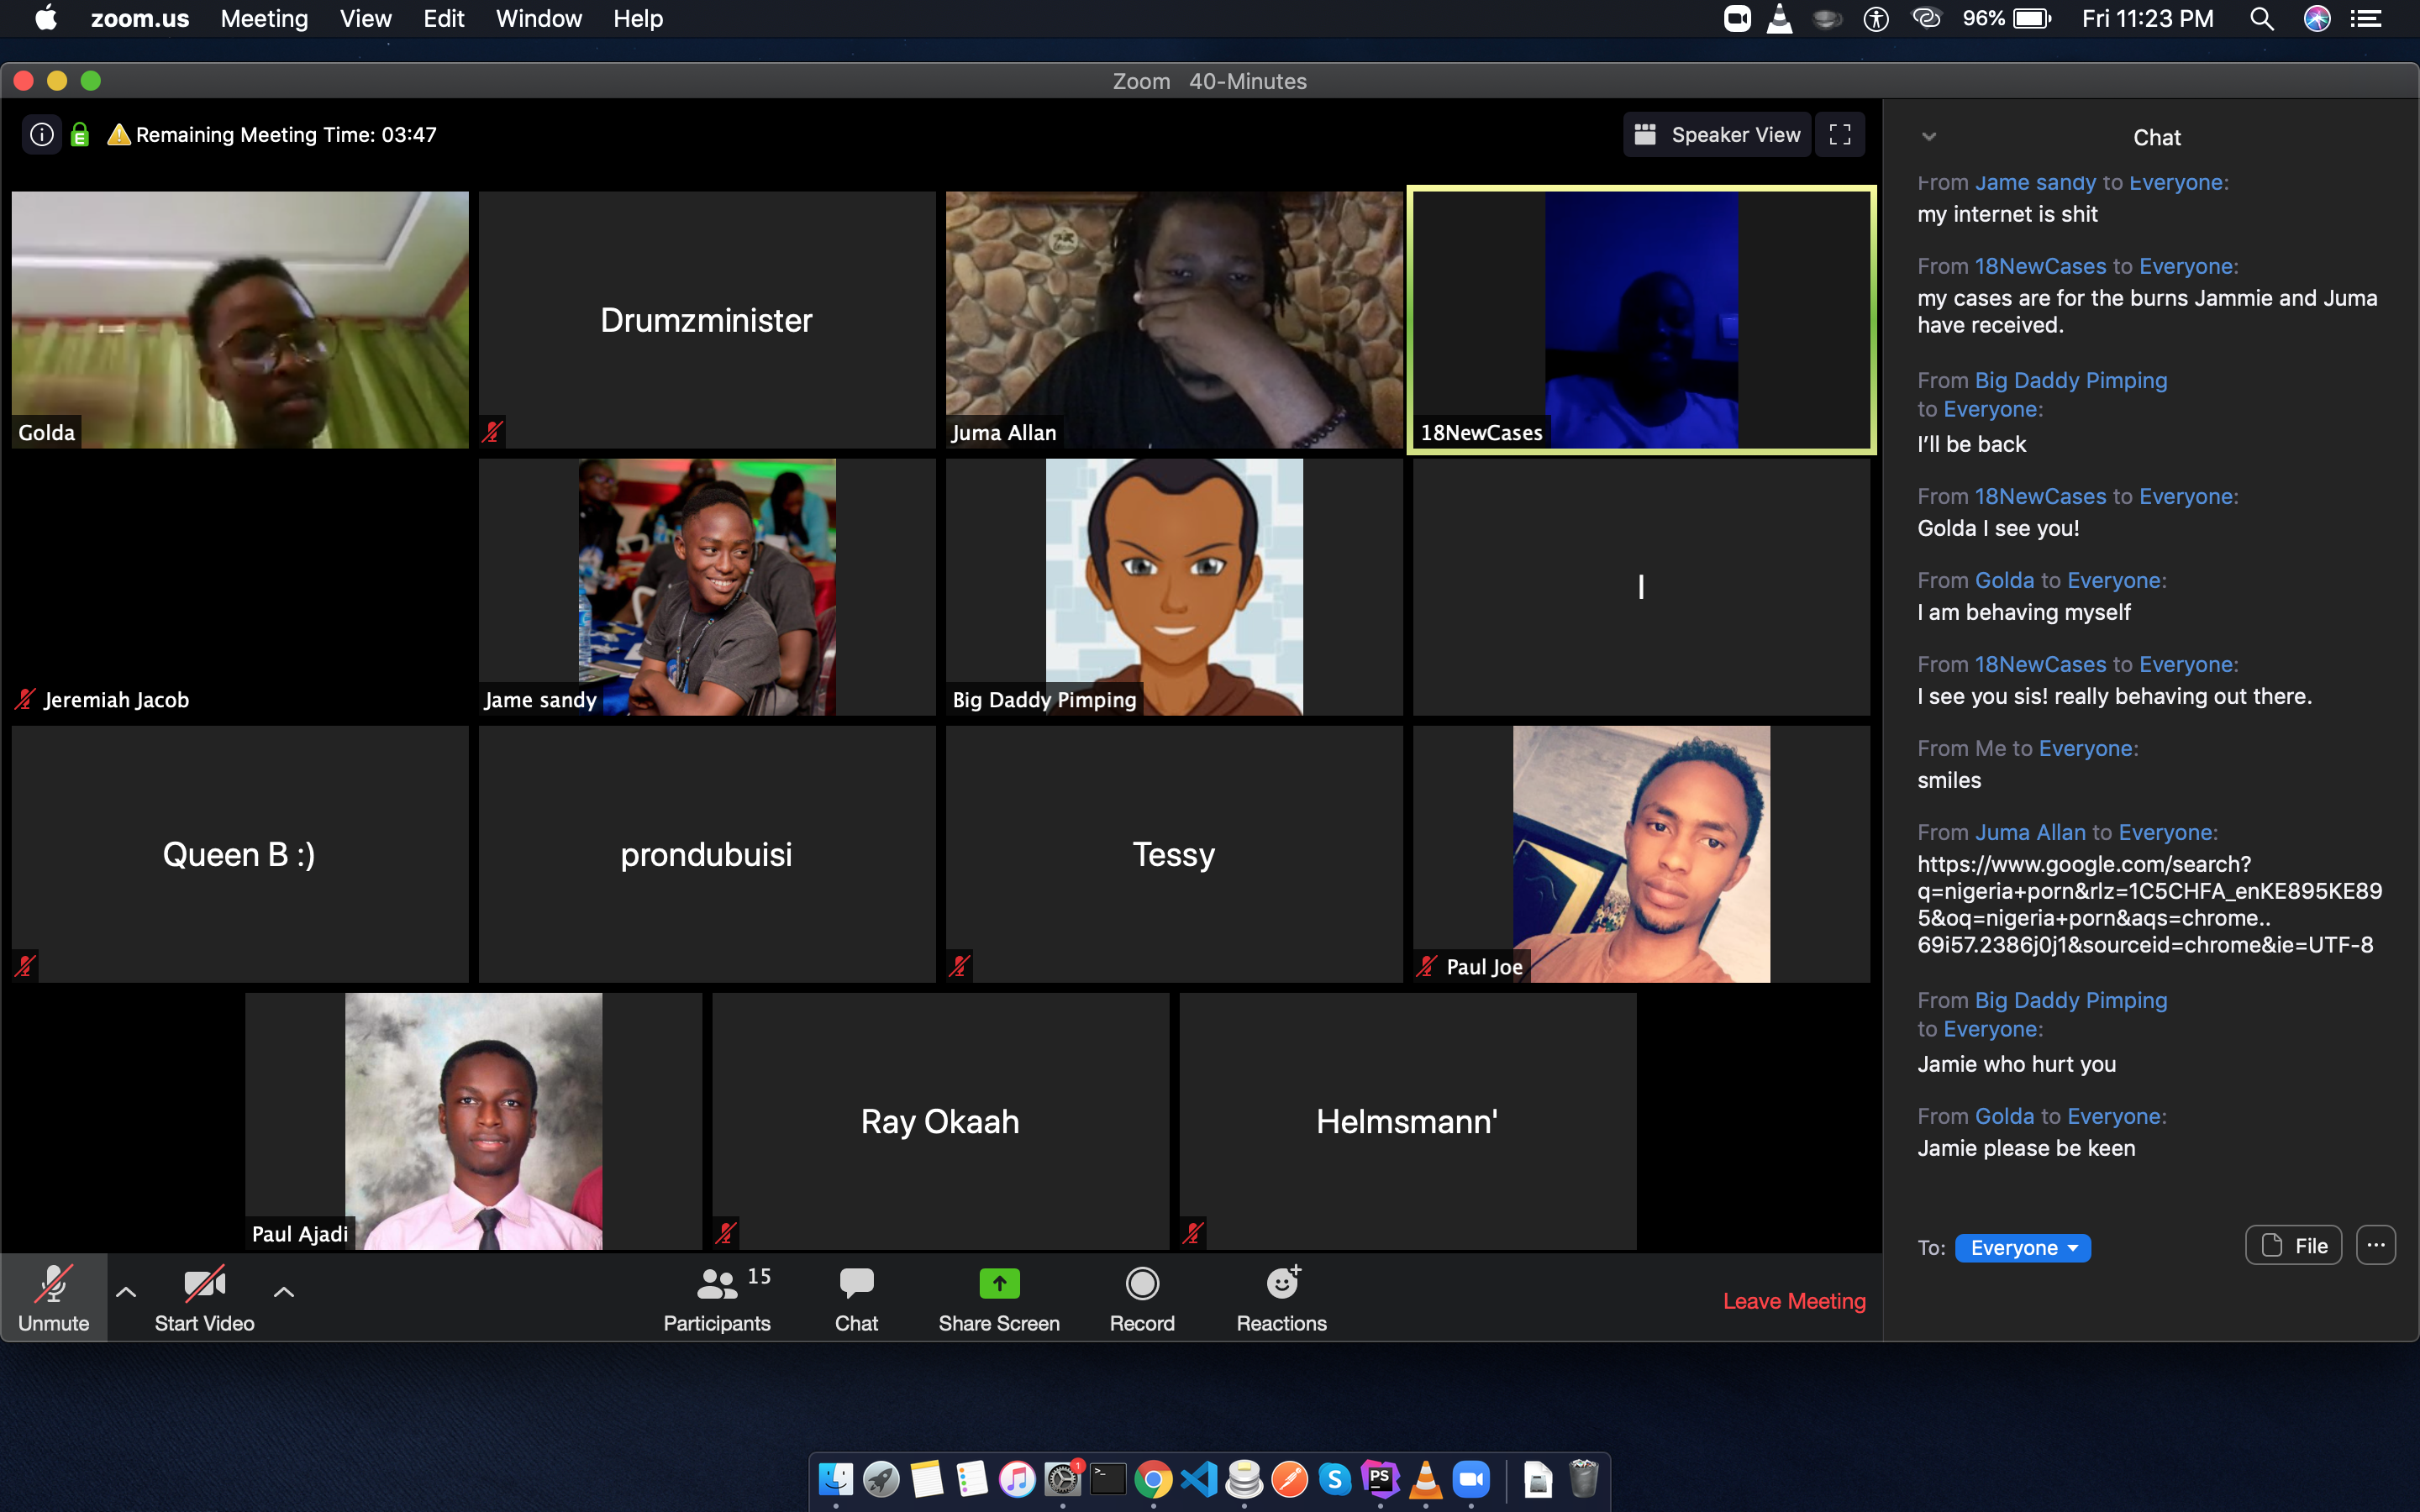 zoom.us Meeting View Edit Window Help
96% Fri 11:23 PM
Zoom 40-Minutes
Remaining Meeting Time: 03:47
Speaker View
Golda
Drumzminister
Juma Allan
18NewCases
Jeremiah Jacob
Jame sandy
Big Daddy Pimping
I
Queen B :)
prondubuisi
Tessy
Paul Joe
Paul Ajadi
Ray Okaah
Helmsmann'
Unmute
Start Video
Participants 15
Chat
Share Screen
Record
Reactions
Leave Meeting
Chat
From Jame sandy to Everyone:
my internet is shit
From 18NewCases to Everyone:
my cases are for the burns Jammie and Juma
have received.
From Big Daddy Pimping
to Everyone:
I’ll be back
From 18NewCases to Everyone:
Golda I see you!
From Golda to Everyone:
I am behaving myself
From 18NewCases to Everyone:
I see you sis! really behaving out there.
From Me to Everyone:
smiles
From Juma Allan to Everyone:
https://www.google.com/search?
q=nigeria+porn&rlz=1C5CHFA_enKE895KE89
5&oq=nigeria+porn&aqs=chrome..
69i57.2386j0j1&sourceid=chrome&ie=UTF-8
From Big Daddy Pimping
to Everyone:
Jamie who hurt you
From Golda to Everyone:
Jamie please be keen
To: Everyone
File
1
PS